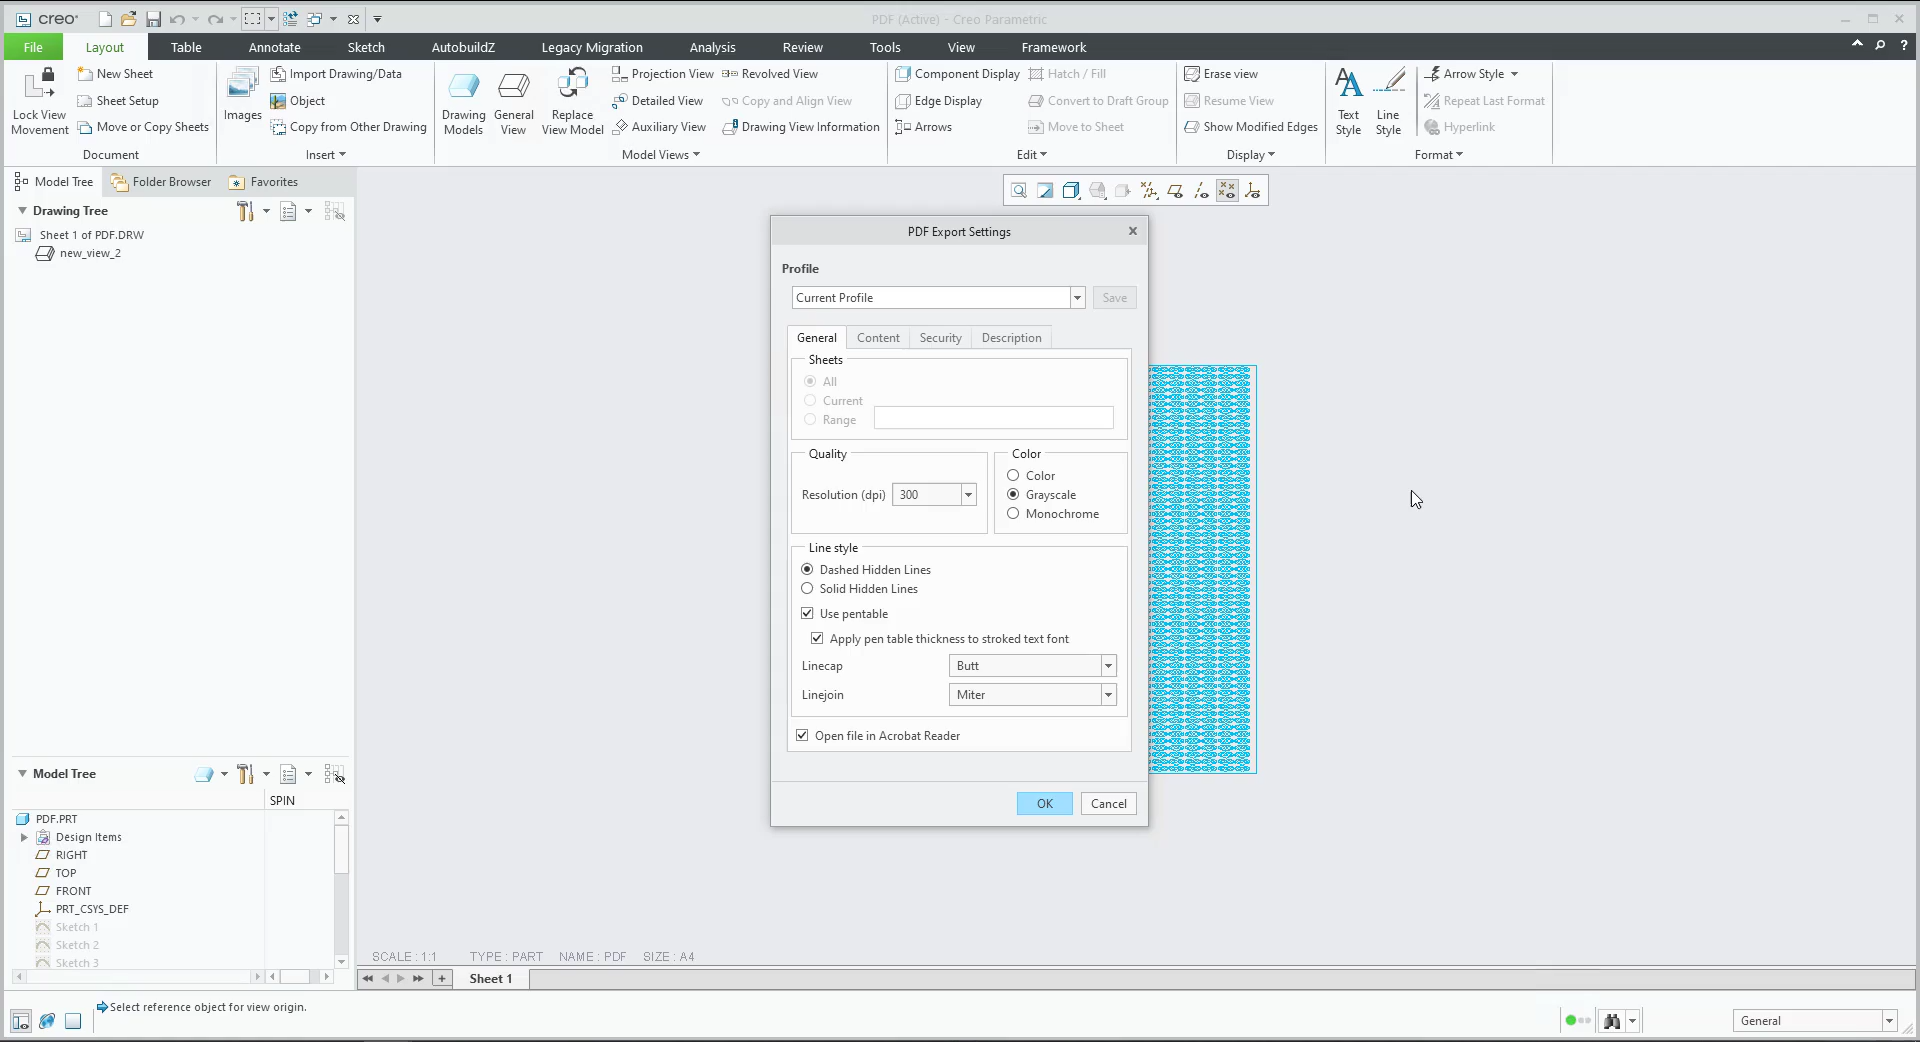 creo®
PDF (Active) - Creo Parametric
File Layout Table Annotate Sketch AutobuildZ Legacy Migration Analysis Review Tools View Framework
Lock View Movement
New Sheet
Sheet Setup
Move or Copy Sheets
Document
Images
Import Drawing/Data
Object
Copy from Other Drawing
Insert
Drawing Models
General View
Replace View Model
Projection View
Detailed View
Auxiliary View
Revolved View
Copy and Align View
Drawing View Information
Model Views
Component Display
Edge Display
Arrows
Hatch / Fill
Convert to Draft Group
Move to Sheet
Edit
Erase view
Resume View
Show Modified Edges
Display
Text Style
Line Style
Arrow Style
Repeat Last Format
Hyperlink
Format
Model Tree Folder Browser Favorites
Drawing Tree
Sheet 1 of PDF.DRW
new_view_2
PDF Export Settings
Profile
Current Profile Save
General Content Security Description
Sheets
All
Current
Range
Quality
Resolution (dpi) 300
Color
Color
Grayscale
Monochrome
Line style
Dashed Hidden Lines
Solid Hidden Lines
Use pentable
Apply pen table thickness to stroked text font
Linecap Butt
Linejoin Miter
Open file in Acrobat Reader
OK Cancel
Model Tree
SPIN
PDF.PRT
Design Items
RIGHT
TOP
FRONT
PRT_CSYS_DEF
Sketch 1
Sketch 2
Sketch 3
SCALE : 1:1 TYPE : PART NAME : PDF SIZE : A4
Sheet 1
Select reference object for view origin.
General